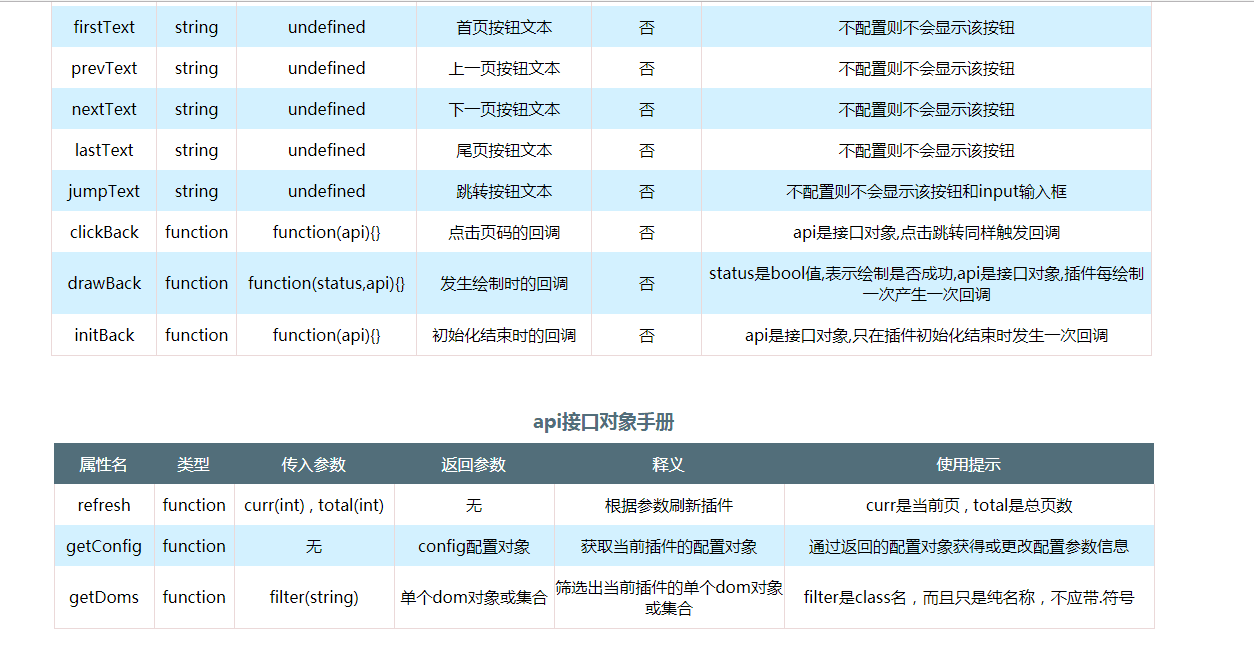 firstText string undefined 首页按钮文本 否 不配置则不会显示该按钮
prevText string undefined 上一页按钮文本 否 不配置则不会显示该按钮
nextText string undefined 下一页按钮文本 否 不配置则不会显示该按钮
lastText string undefined 尾页按钮文本 否 不配置则不会显示该按钮
jumpText string undefined 跳转按钮文本 否 不配置则不会显示该按钮和input输入框
clickBack function function(api){} 点击页码的回调 否 api是接口对象,点击跳转同样触发回调
drawBack function function(status,api){} 发生绘制时的回调 否 status是bool值,表示绘制是否成功,api是接口对象,插件每绘制
一次产生一次回调
initBack function function(api){} 初始化结束时的回调 否 api是接口对象,只在插件初始化结束时发生一次回调
api接口对象手册
属性名 类型 传入参数 返回参数 释义 使用提示
refresh function curr(int) , total(int) 无 根据参数刷新插件 curr是当前页 , total是总页数
getConfig function 无 config配置对象 获取当前插件的配置对象 通过返回的配置对象获得或更改配置参数信息
getDoms function filter(string) 单个dom对象或集合 筛选出当前插件的单个dom对象
或集合 filter是class名，而且只是纯名称，不应带.符号